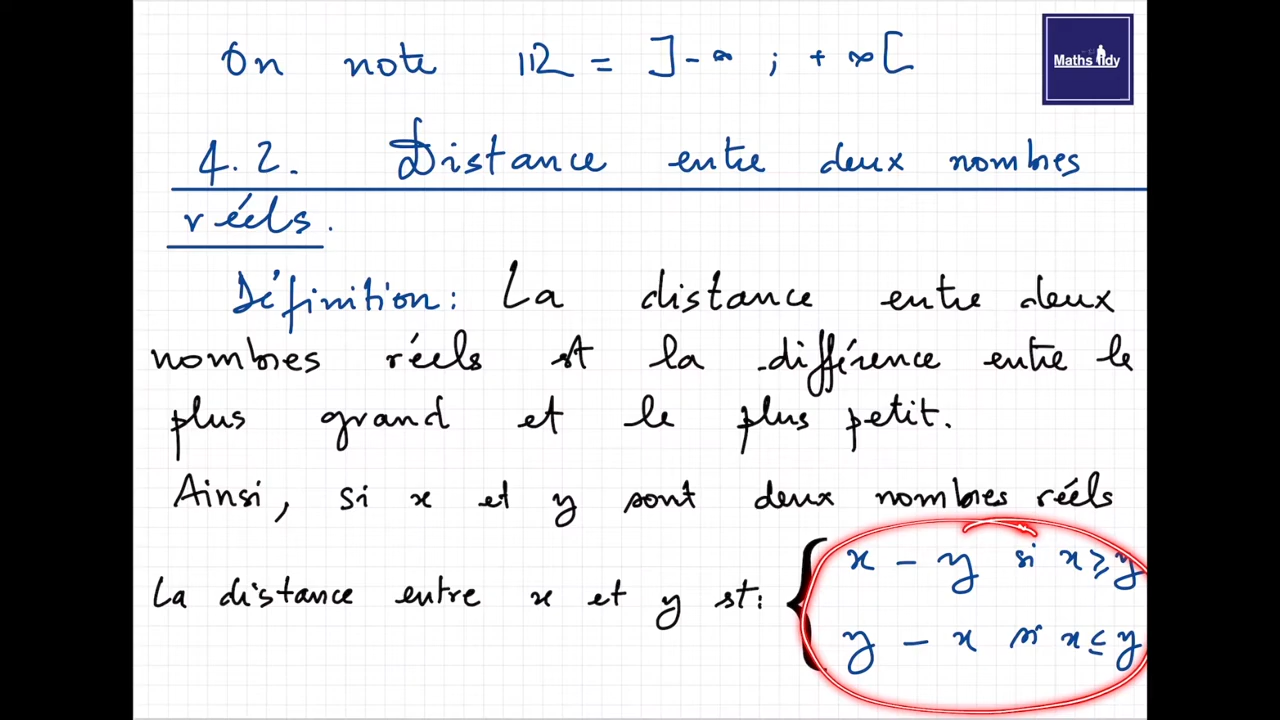 On note ℝ = ]-∞ ; +∞[
Maths Idy
4.2. Distance entre deux nombres
réels.
Définition: La distance entre deux
nombres réels est la différence entre le
plus grand et le plus petit.
Ainsi, si x et y sont deux nombres réels
La distance entre x et y est:
{ x - y si x ⩾ y
y - x si x ≤ y